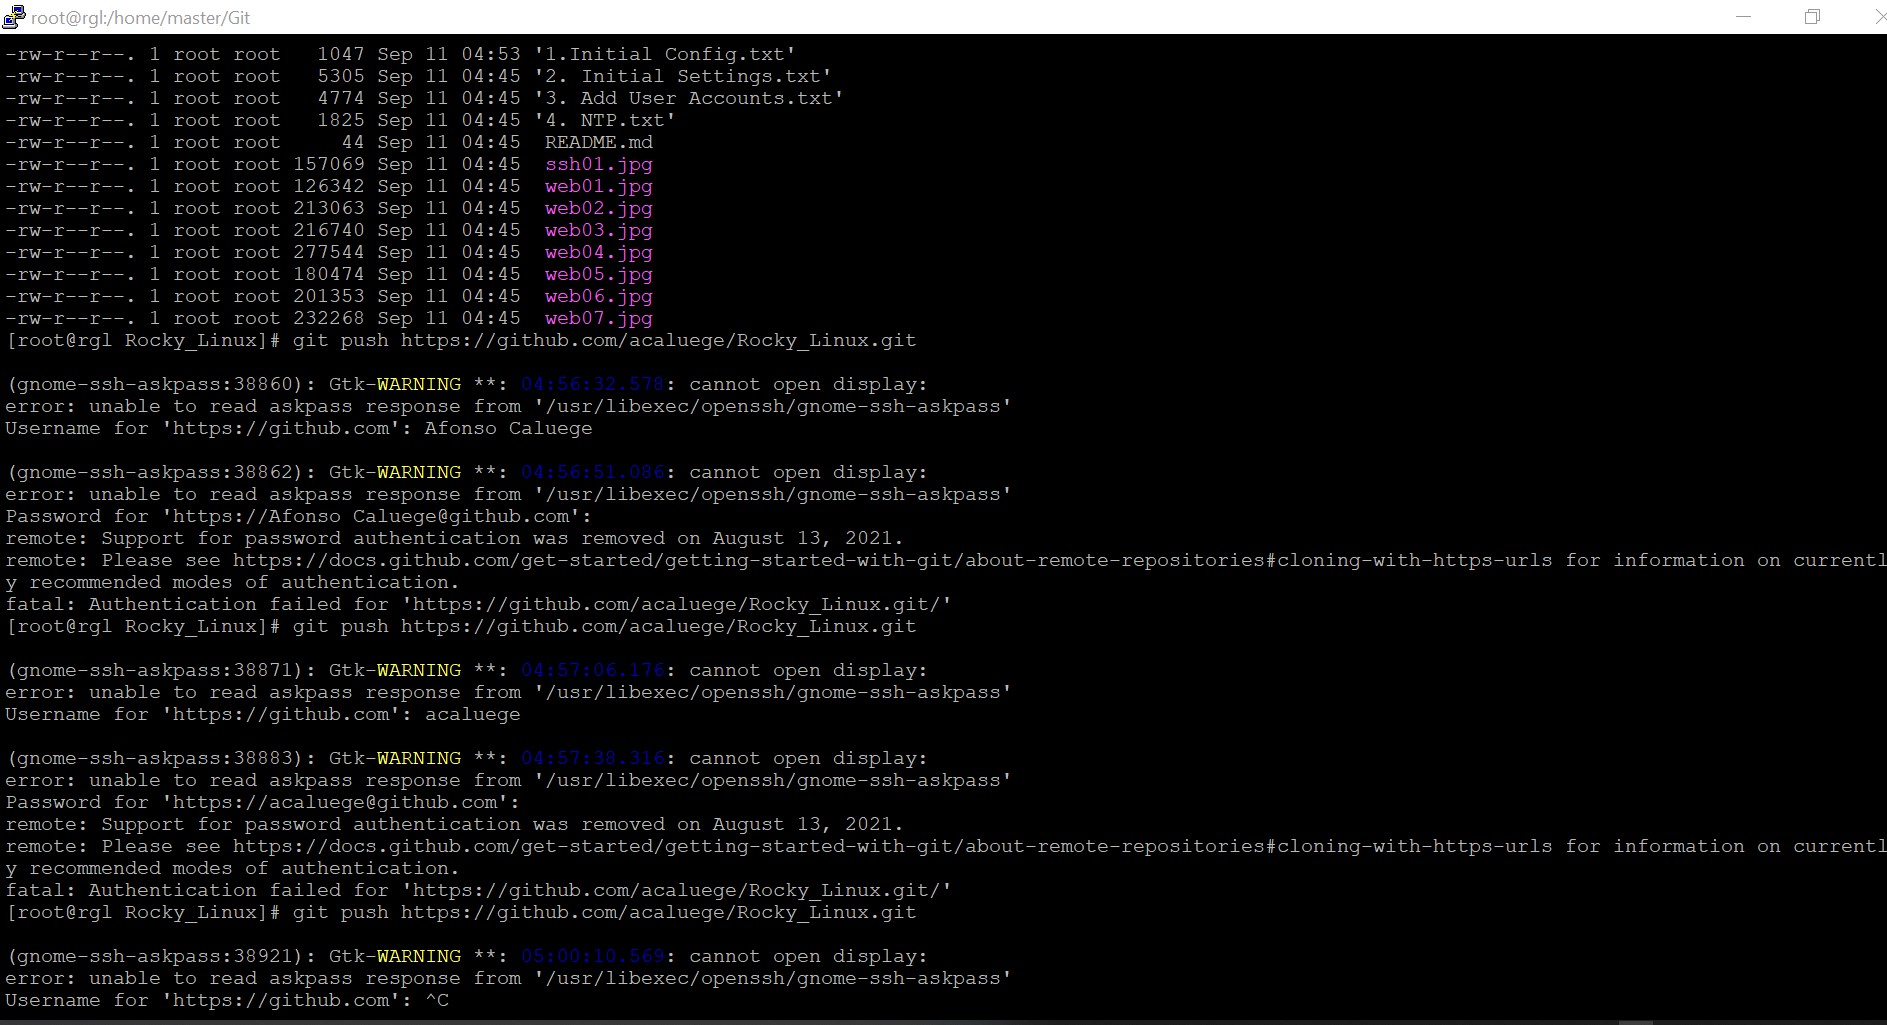 root@rgl:/home/master/Git
-rw-r--r--. 1 root root   1047 Sep 11 04:53 '1.Initial Config.txt'
-rw-r--r--. 1 root root   5305 Sep 11 04:45 '2. Initial Settings.txt'
-rw-r--r--. 1 root root   4774 Sep 11 04:45 '3. Add User Accounts.txt'
-rw-r--r--. 1 root root   1825 Sep 11 04:45 '4. NTP.txt'
-rw-r--r--. 1 root root     44 Sep 11 04:45  README.md
-rw-r--r--. 1 root root 157069 Sep 11 04:45  ssh01.jpg
-rw-r--r--. 1 root root 126342 Sep 11 04:45  web01.jpg
-rw-r--r--. 1 root root 213063 Sep 11 04:45  web02.jpg
-rw-r--r--. 1 root root 216740 Sep 11 04:45  web03.jpg
-rw-r--r--. 1 root root 277544 Sep 11 04:45  web04.jpg
-rw-r--r--. 1 root root 180474 Sep 11 04:45  web05.jpg
-rw-r--r--. 1 root root 201353 Sep 11 04:45  web06.jpg
-rw-r--r--. 1 root root 232268 Sep 11 04:45  web07.jpg
[root@rgl Rocky_Linux]# git push https://github.com/acaluege/Rocky_Linux.git
(gnome-ssh-askpass:38860): Gtk-WARNING **: 04:56:32.578: cannot open display:
error: unable to read askpass response from '/usr/libexec/openssh/gnome-ssh-askpass'
Username for 'https://github.com': Afonso Caluege
(gnome-ssh-askpass:38862): Gtk-WARNING **: 04:56:51.086: cannot open display:
error: unable to read askpass response from '/usr/libexec/openssh/gnome-ssh-askpass'
Password for 'https://Afonso Caluege@github.com':
remote: Support for password authentication was removed on August 13, 2021.
remote: Please see https://docs.github.com/get-started/getting-started-with-git/about-remote-repositories#cloning-with-https-urls for information on currentl
y recommended modes of authentication.
fatal: Authentication failed for 'https://github.com/acaluege/Rocky_Linux.git/'
[root@rgl Rocky_Linux]# git push https://github.com/acaluege/Rocky_Linux.git
(gnome-ssh-askpass:38871): Gtk-WARNING **: 04:57:06.176: cannot open display:
error: unable to read askpass response from '/usr/libexec/openssh/gnome-ssh-askpass'
Username for 'https://github.com': acaluege
(gnome-ssh-askpass:38883): Gtk-WARNING **: 04:57:38.316: cannot open display:
error: unable to read askpass response from '/usr/libexec/openssh/gnome-ssh-askpass'
Password for 'https://acaluege@github.com':
remote: Support for password authentication was removed on August 13, 2021.
remote: Please see https://docs.github.com/get-started/getting-started-with-git/about-remote-repositories#cloning-with-https-urls for information on currentl
y recommended modes of authentication.
fatal: Authentication failed for 'https://github.com/acaluege/Rocky_Linux.git/'
[root@rgl Rocky_Linux]# git push https://github.com/acaluege/Rocky_Linux.git
(gnome-ssh-askpass:38921): Gtk-WARNING **: 05:00:10.569: cannot open display:
error: unable to read askpass response from '/usr/libexec/openssh/gnome-ssh-askpass'
Username for 'https://github.com': ^C